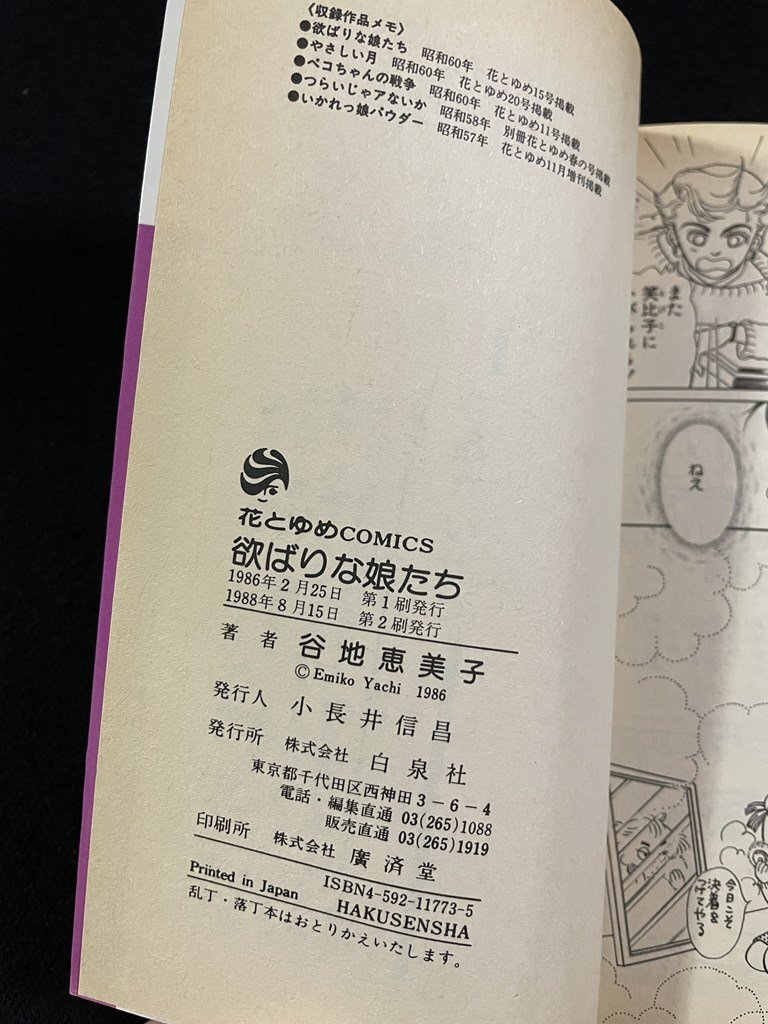 〈収録作品メモ〉
●欲ばりな娘たち 昭和60年 花とゆめ15号掲載
●やさしい月 昭和60年 花とゆめ20号掲載
●ペコちゃんの戦争 昭和60年 花とゆめ11号掲載
●つらいじゃアないか 昭和58年 別冊花とゆめ春の号掲載
●いかれっ娘パウダー 昭和57年 花とゆめ11月増刊掲載
花とゆめCOMICS
欲ばりな娘たち
1986年2月25日 第1刷発行
1988年8月15日 第2刷発行
著者 谷地恵美子
©Emiko Yachi 1986
発行人 小長井信昌
発行所 株式会社 白泉社
東京都千代田区西神田3-6-4
電話・編集直通 03(265)1088
販売直通 03(265)1919
印刷所 株式会社 廣済堂
ISBN4-592-11773-5
Printed in Japan HAKUSENSHA
乱丁・落丁本はおとりかえいたします。
また
笑比子に
ねえ
今日こそ
決着を
つけてやる